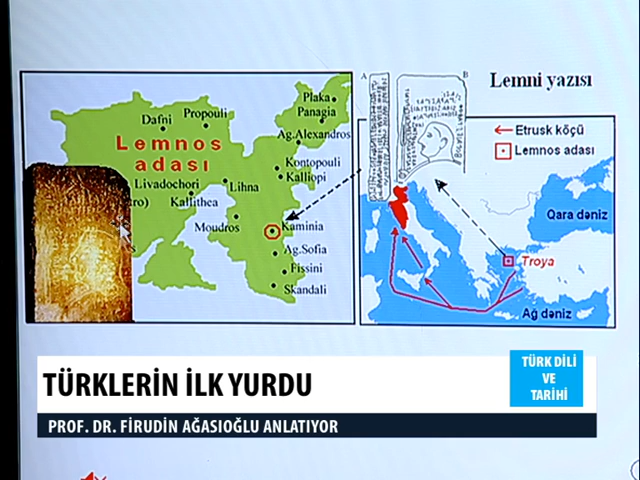 Lemni yazısı
A
B
Plaka
Panagia
Propouli
Dafni
Ag.Alexandros
Lemnos
adası
Kontopouli
Kalliopi
Livadochori
Lihna
Kallithea
Moudros
Kaminia
Ag.Sofia
Fissini
Skandali
Etrusk köçü
Lemnos adası
Qara dəniz
Troya
Ağ dəniz
TÜRKLERİN İLK YURDU
TÜRK DİLİ
VE
TARİHİ
PROF. DR. FİRUDİN AĞASIOĞLU ANLATIYOR